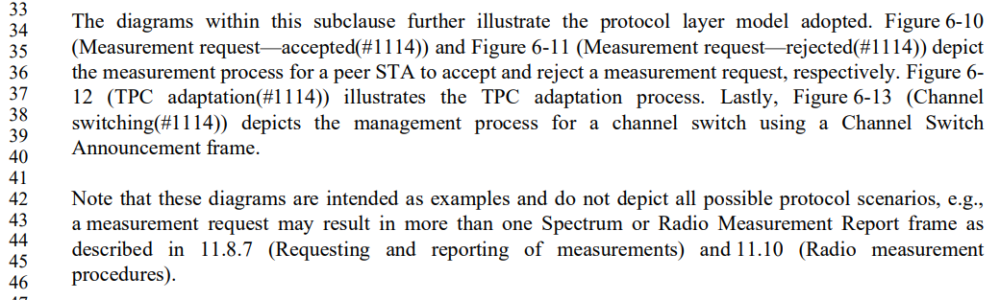 33
34 The diagrams within this subclause further illustrate the protocol layer model adopted. Figure 6-10
35 (Measurement request—accepted(#1114)) and Figure 6-11 (Measurement request—rejected(#1114)) depict
36 the measurement process for a peer STA to accept and reject a measurement request, respectively. Figure 6-
37 12 (TPC adaptation(#1114)) illustrates the TPC adaptation process. Lastly, Figure 6-13 (Channel
38 switching(#1114)) depicts the management process for a channel switch using a Channel Switch
39
40 Announcement frame.
41
42 Note that these diagrams are intended as examples and do not depict all possible protocol scenarios, e.g.,
43 a measurement request may result in more than one Spectrum or Radio Measurement Report frame as
44
45 described in 11.8.7 (Requesting and reporting of measurements) and 11.10 (Radio measurement
46 procedures).